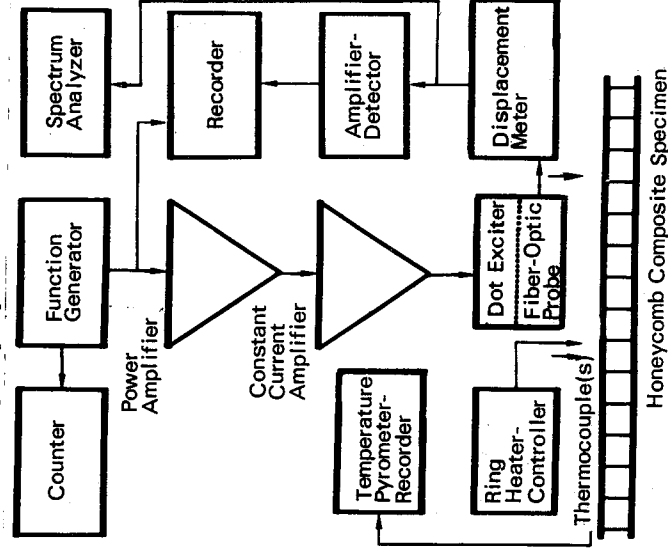 Spectrum
Analyzer
Recorder
Amplifier-
Detector
Displacement
Meter
Function
Generator
Power
Amplifier
Constant
Current
Amplifier
Dot Exciter
Fiber-Optic
Probe
Counter
Temperature
Pyrometer-
Recorder
Ring
Heater-
Controller
Thermocouple(s)
Honeycomb Composite Specimen